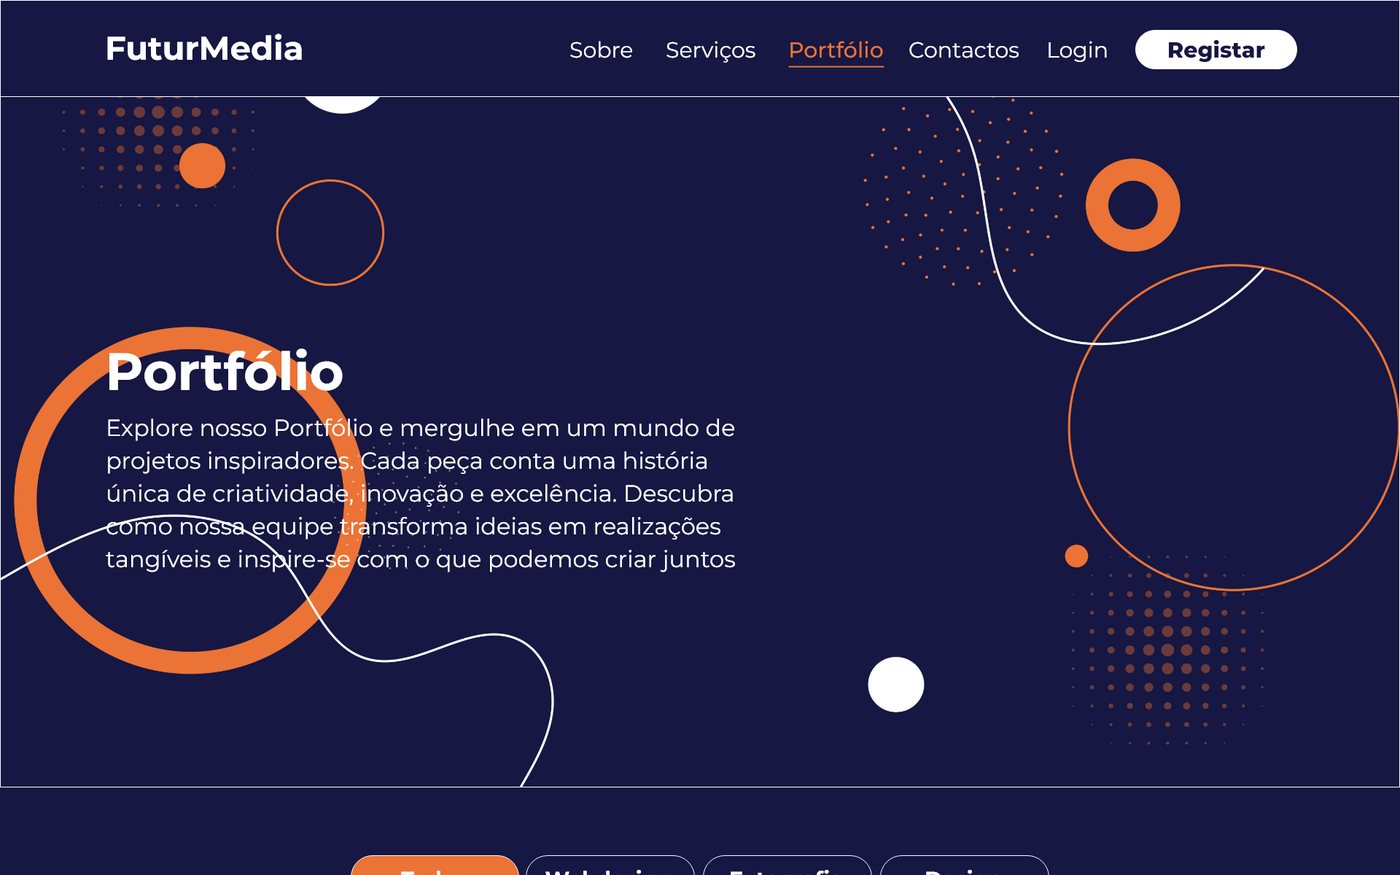 FuturMedia
Sobre Serviços Portfólio Contactos Login Registar
Portfólio
Explore nosso Portfólio e mergulhe em um mundo de
projetos inspiradores. Cada peça conta uma história
única de criatividade, inovação e excelência. Descubra
como nossa equipe transforma ideias em realizações
tangíveis e inspire-se com o que podemos criar juntos